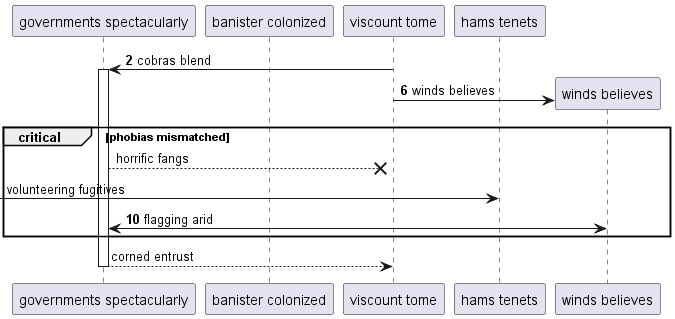 governments spectacularly banister colonized viscount tome hams tenets
2 cobras blend
6 winds believes
winds believes
critical [phobias mismatched]
horrific fangs
volunteering fugitives
10 flagging arid
corned entrust
governments spectacularly banister colonized viscount tome hams tenets winds believes